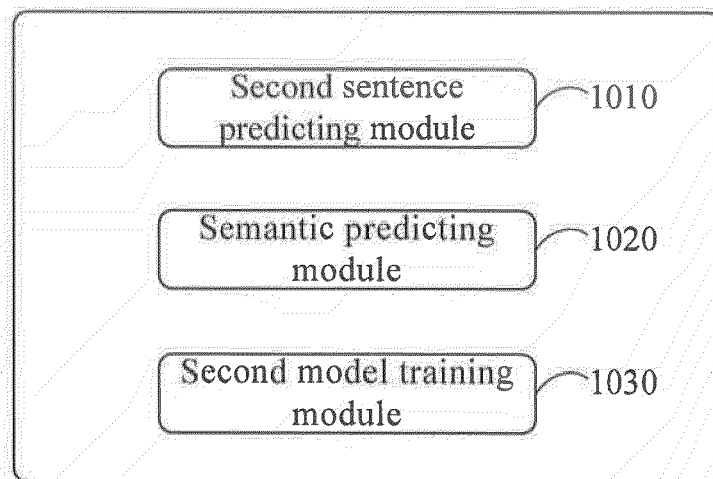 Second sentence
predicting module
1010
Semantic predicting
module
1020
Second model training
module
1030